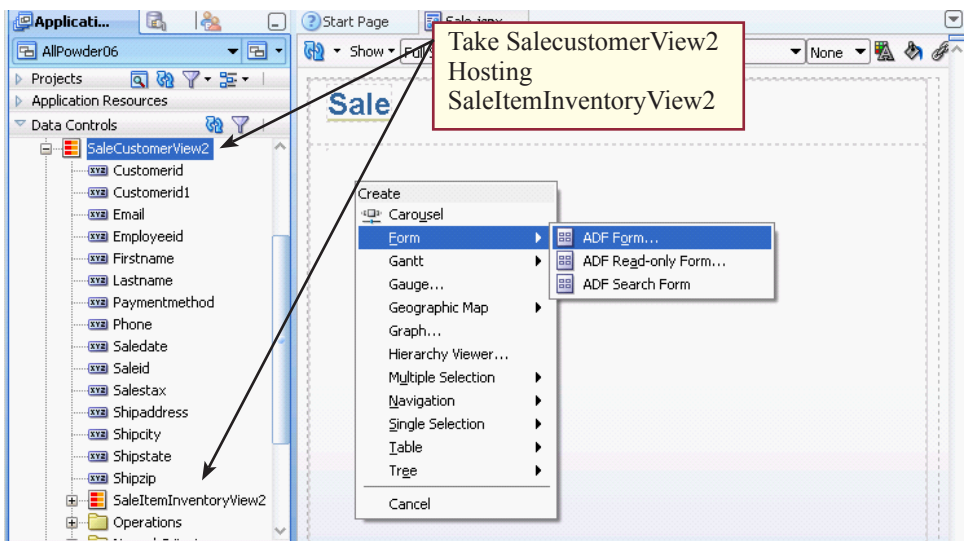 Applicati...
Start Page
Sale.jspx
AllPowder06
Show
Full S
None
Take SalecustomerView2
Hosting
SaleItemInventoryView2
Projects
Application Resources
Data Controls
Sale
SaleCustomerView2
Customerid
Customerid1
Email
Employeeid
Firstname
Lastname
Paymentmethod
Phone
Saledate
Saleid
Salestax
Shipaddress
Shipcity
Shipstate
Shipzip
SaleItemInventoryView2
Operations
Create
Carousel
Form
Gantt
Gauge...
Geographic Map
Graph...
Hierarchy Viewer...
Multiple Selection
Navigation
Single Selection
Table
Tree
Cancel
ADF Form...
ADF Read-only Form...
ADF Search Form